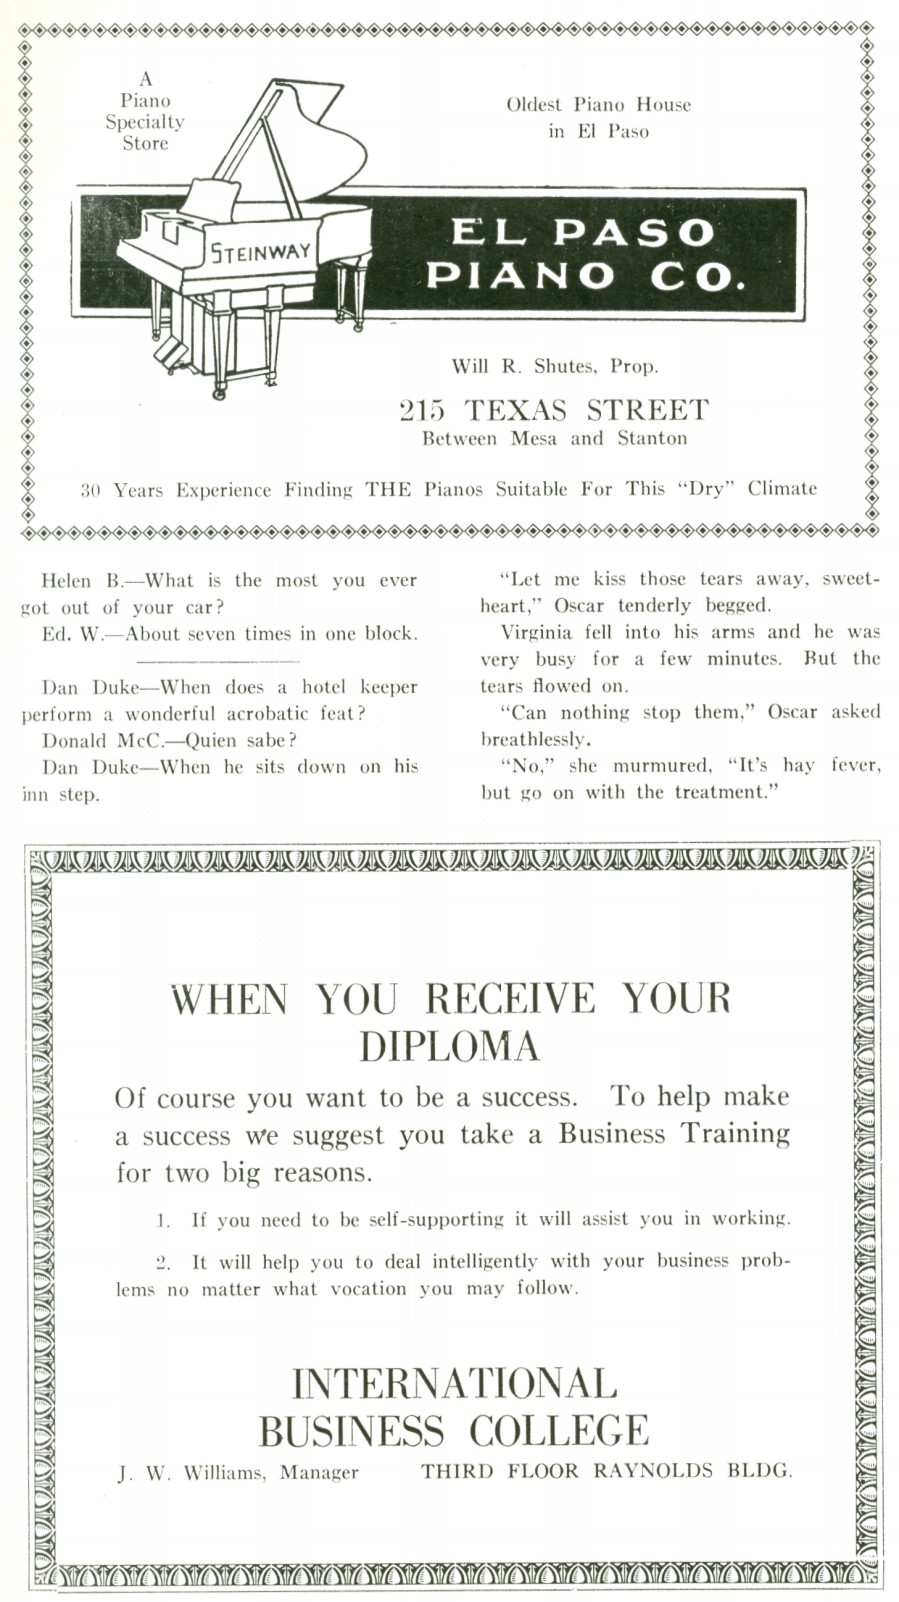 A
Piano
Specialty
Store
Oldest Piano House
in El Paso
STEINWAY
EL PASO
PIANO CO.
Will R. Shutes, Prop.
215 TEXAS STREET
Between Mesa and Stanton
30 Years Experience Finding THE Pianos Suitable For This “Dry” Climate
Helen B.—What is the most you ever
got out of your car?
Ed. W.—About seven times in one block.
Dan Duke—When does a hotel keeper
perform a wonderful acrobatic feat?
Donald McC.—Quien sabe?
Dan Duke—When he sits down on his
inn step.
“Let me kiss those tears away, sweet-
heart,” Oscar tenderly begged.
Virginia fell into his arms and he was
very busy for a few minutes. But the
tears flowed on.
“Can nothing stop them,” Oscar asked
breathlessly.
“No,” she murmured, “It’s hay fever,
but go on with the treatment.”
WHEN YOU RECEIVE YOUR
DIPLOMA
Of course you want to be a success. To help make
a success we suggest you take a Business Training
for two big reasons.
1. If you need to be self-supporting it will assist you in working.
2. It will help you to deal intelligently with your business prob-
lems no matter what vocation you may follow.
INTERNATIONAL
BUSINESS COLLEGE
J. W. Williams, Manager THIRD FLOOR RAYNOLDS BLDG.